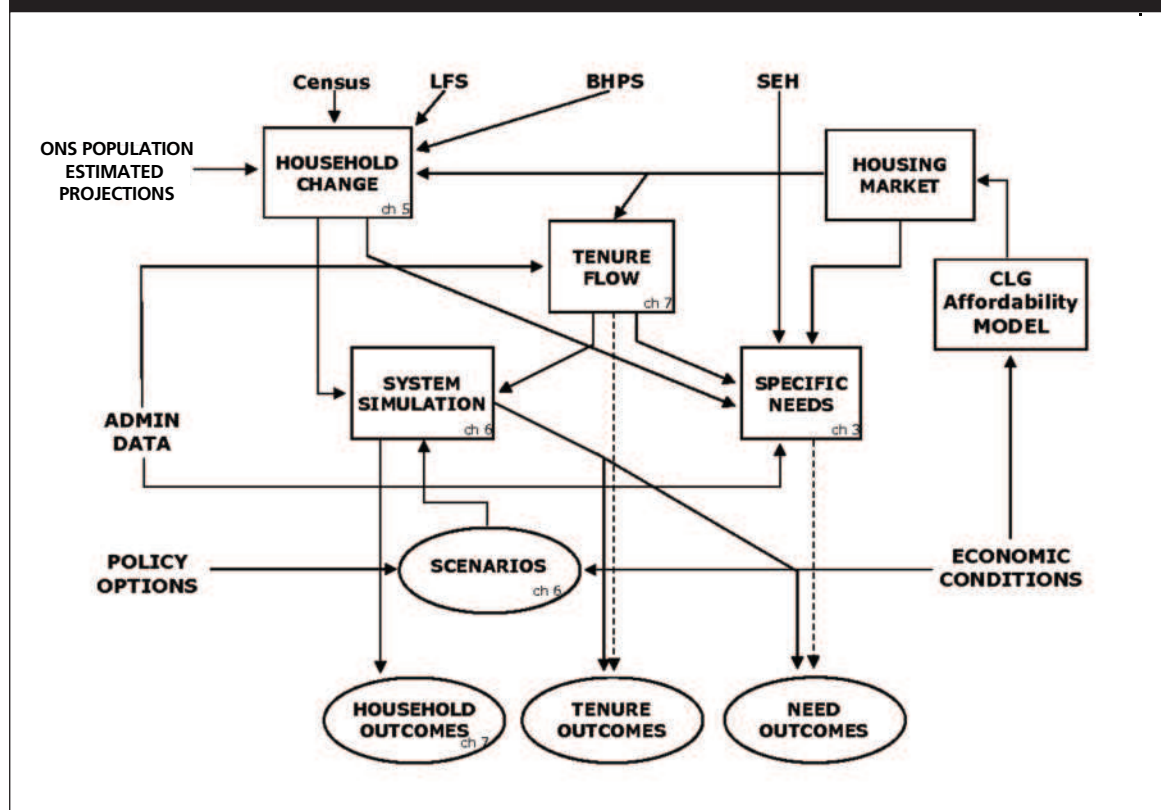 Census
LFS
BHPS
SEH
ONS POPULATION
ESTIMATED
PROJECTIONS
HOUSEHOLD
CHANGE
ch 5
HOUSING
MARKET
TENURE
FLOW
ch 7
CLG
Affordability
MODEL
SYSTEM
SIMULATION
ch 6
SPECIFIC
NEEDS
ch 3
ADMIN
DATA
POLICY
OPTIONS
SCENARIOS
ch 6
ECONOMIC
CONDITIONS
HOUSEHOLD
OUTCOMES
ch 7
TENURE
OUTCOMES
NEED
OUTCOMES